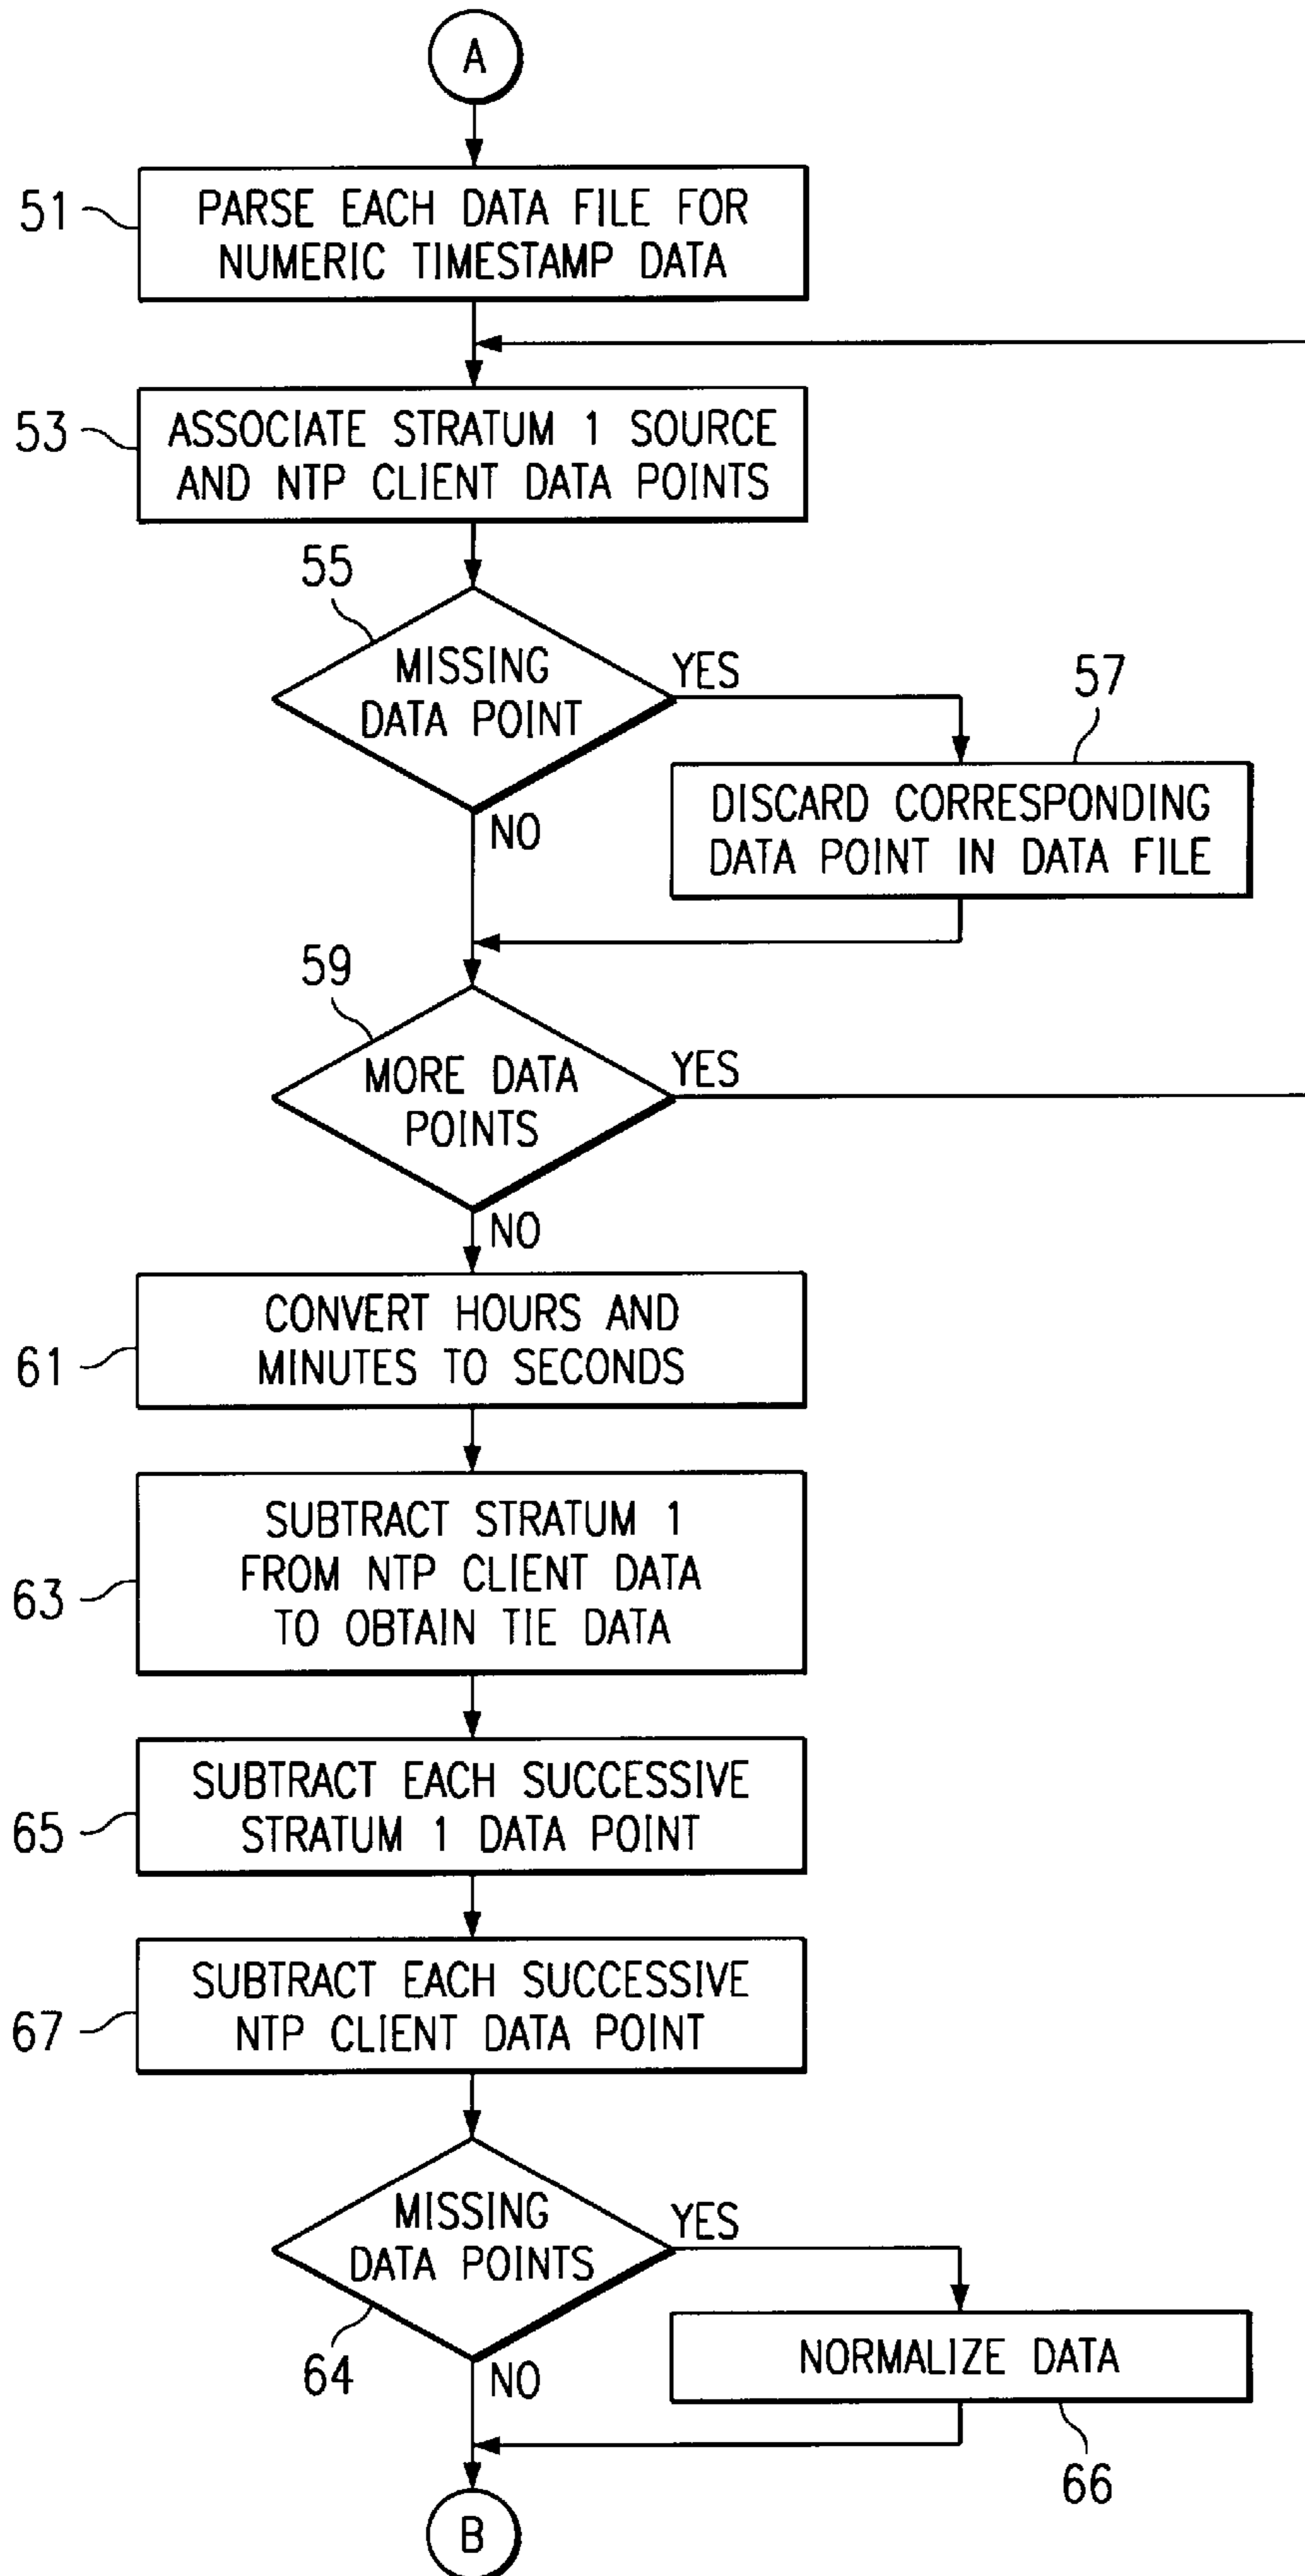 A
51
PARSE EACH DATA FILE FOR
NUMERIC TIMESTAMP DATA
53
ASSOCIATE STRATUM 1 SOURCE
AND NTP CLIENT DATA POINTS
55
MISSING
DATA POINT
YES
NO
57
DISCARD CORRESPONDING
DATA POINT IN DATA FILE
59
MORE DATA
POINTS
YES
NO
61
CONVERT HOURS AND
MINUTES TO SECONDS
63
SUBTRACT STRATUM 1
FROM NTP CLIENT DATA
TO OBTAIN TIE DATA
65
SUBTRACT EACH SUCCESSIVE
STRATUM 1 DATA POINT
67
SUBTRACT EACH SUCCESSIVE
NTP CLIENT DATA POINT
MISSING
DATA POINTS
YES
64
NO
NORMALIZE DATA
66
B